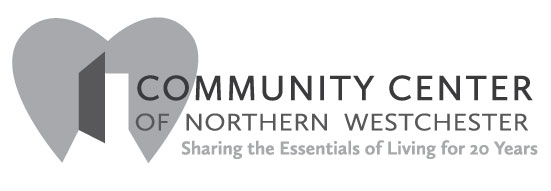 COMMUNITY CENTER
OF NORTHERN WESTCHESTER
Sharing the Essentials of Living for 20 Years